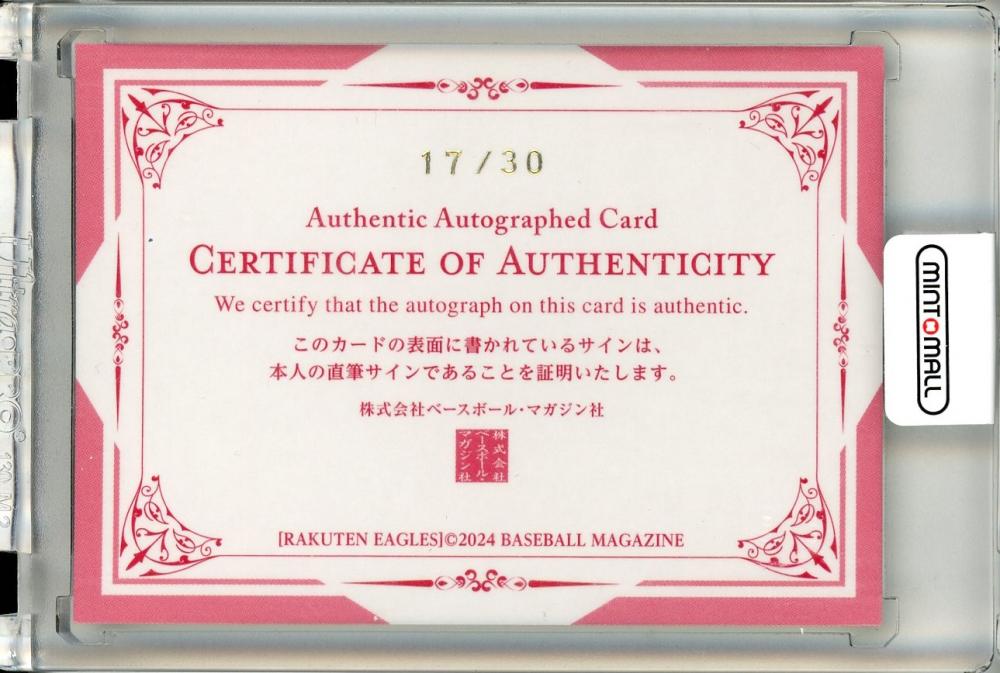 17/30
Authentic Autographed Card
CERTIFICATE OF AUTHENTICITY
We certify that the autograph on this card is authentic.
このカードの表面に書かれているサインは、
本人の直筆サインであることを証明いたします。
株式会社ベースボール・マガジン社
株式会社
ベースボール・
マガジン社
[RAKUTEN EAGLES]©2024 BASEBALL MAGAZINE
MINT MALL